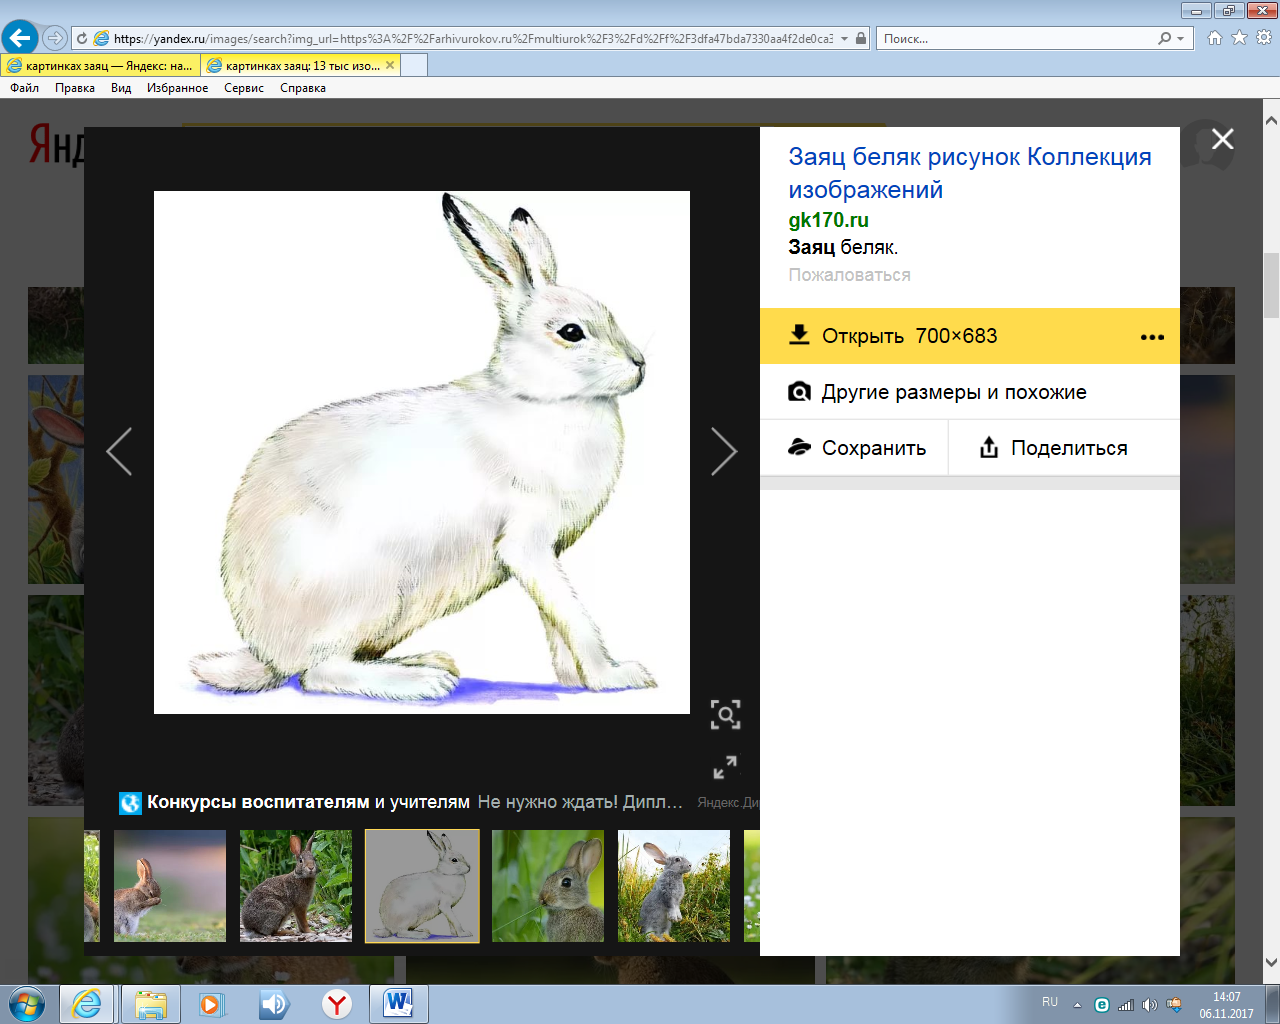 https://yandex.ru/images/search?img_url=https%3A%2F%2Farhivurokov.ru%2Fmultiurok%2F3%2Fd%2Ff%2F3dfa47bda7330aa4f2de0ca3
Поиск...
картинках заяц — Яндекс: на...
картинках заяц: 13 тыс изо...
Файл Правка Вид Избранное Сервис Справка
Янд
Заяц беляк рисунок Коллекция
изображений
gk170.ru
Заяц беляк.
Пожаловаться
Открыть 700×683
Другие размеры и похожие
Сохранить Поделиться
Конкурсы воспитателям и учителям Не нужно ждать! Дипл... Яндекс.Ди
RU
14:07
06.11.2017